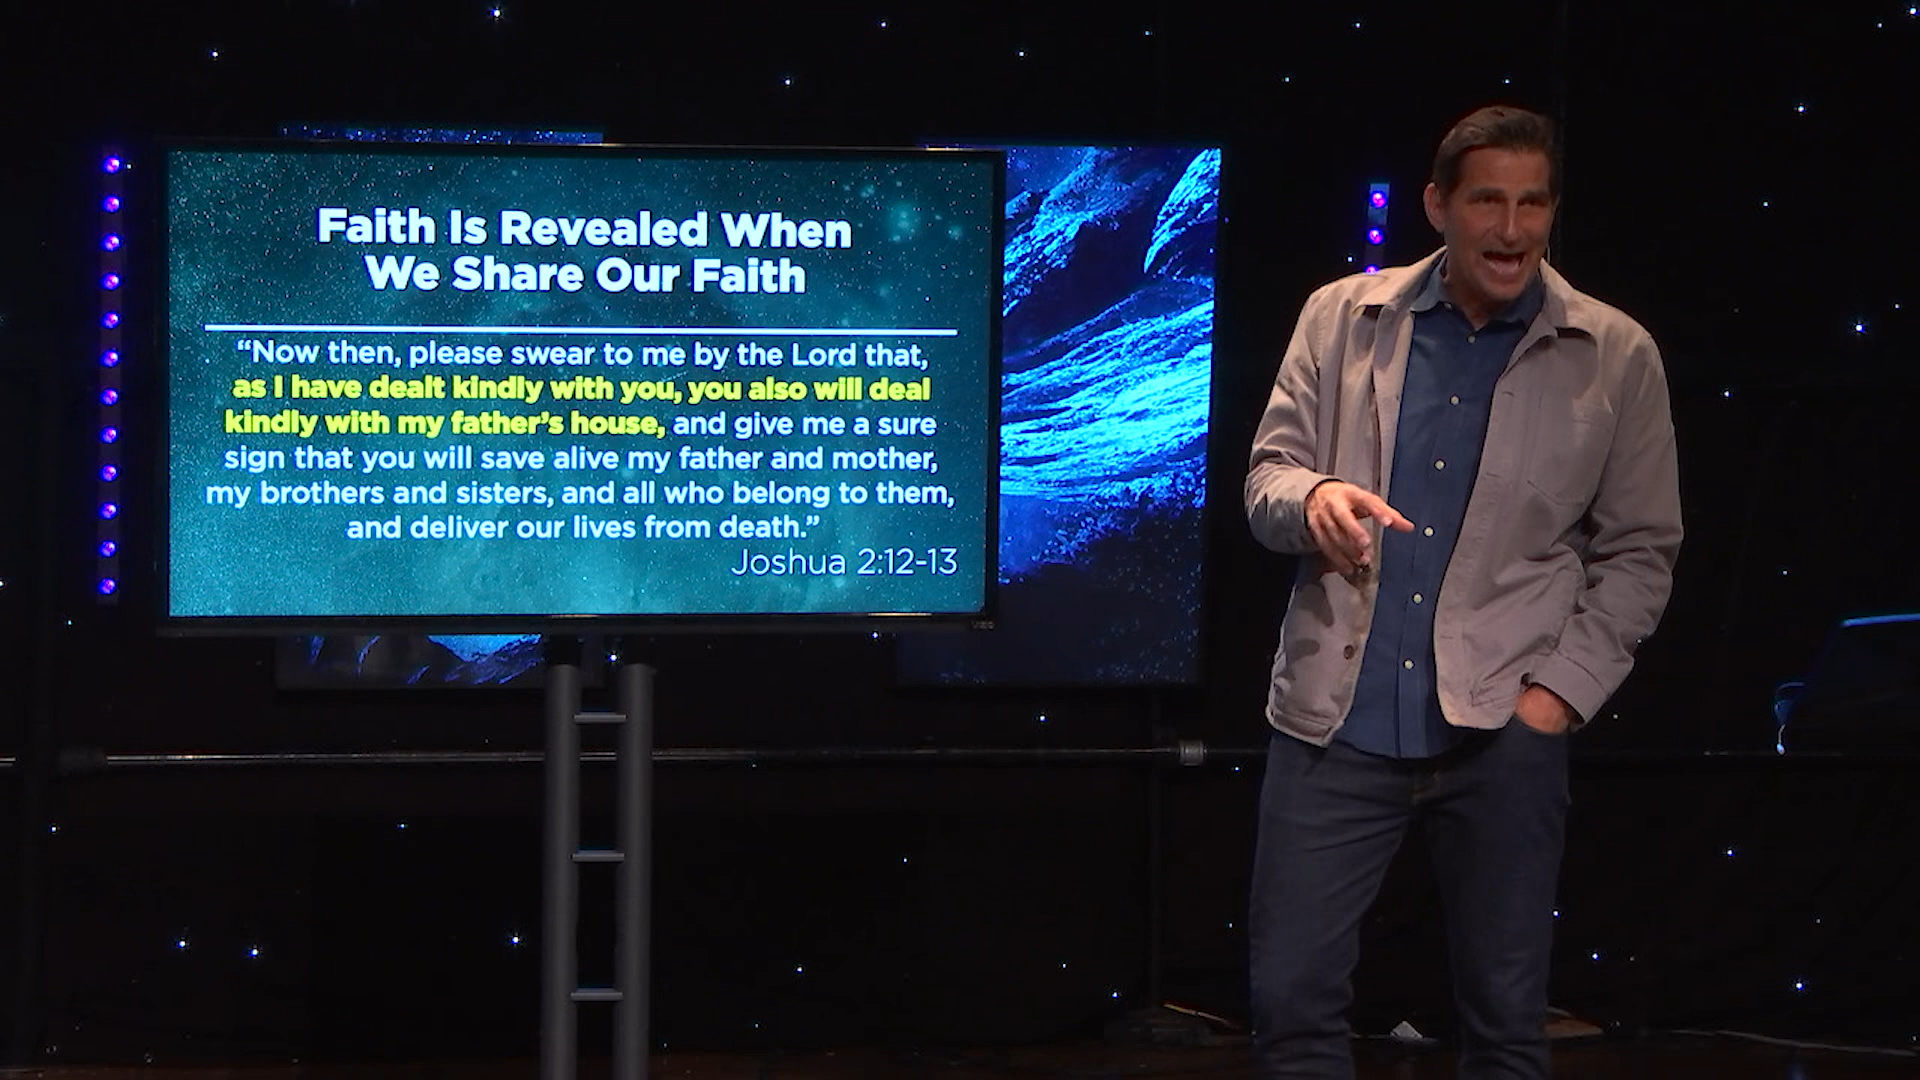 Faith Is Revealed When
We Share Our Faith
“Now then, please swear to me by the Lord that,
as I have dealt kindly with you, you also will deal
kindly with my father’s house, and give me a sure
sign that you will save alive my father and mother,
my brothers and sisters, and all who belong to them,
and deliver our lives from death.”
Joshua 2:12-13
VIZIO